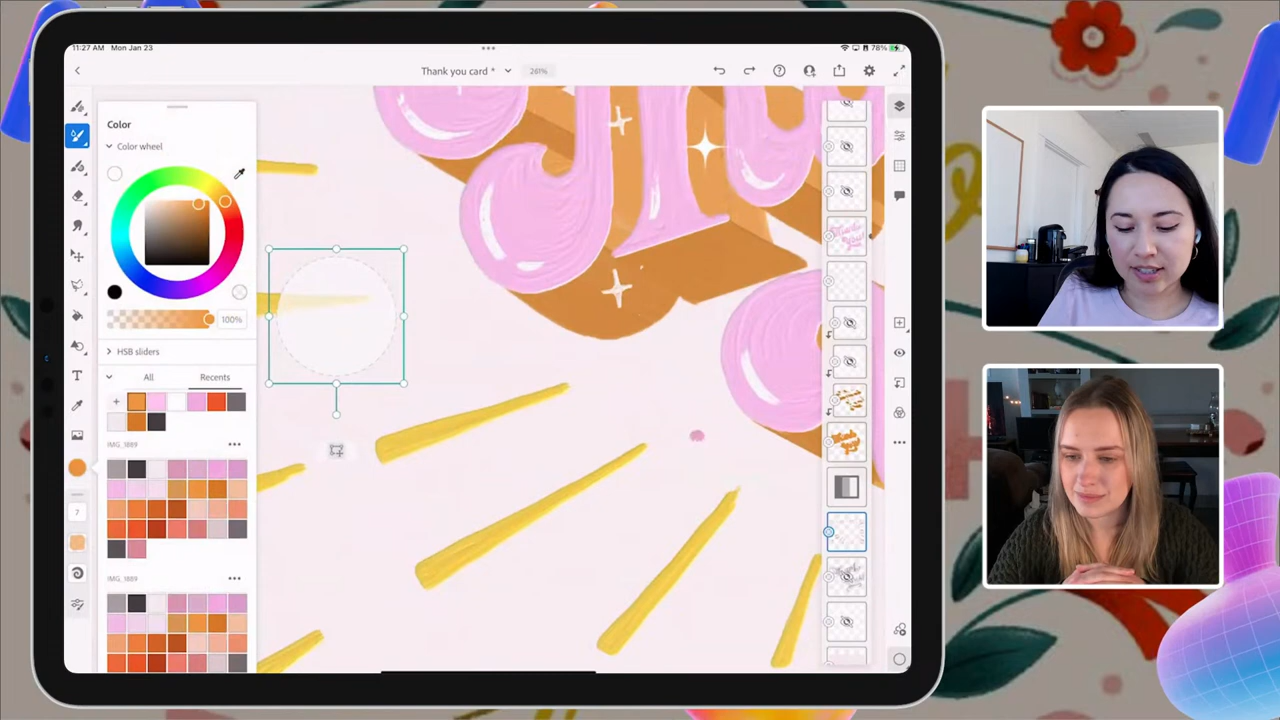 11:27 AM Mon Jan 23
78%
Thank you card *
261%
Color
Color wheel
100%
HSB sliders
All
Recents
IMG_1889
7
T
IMG_1889